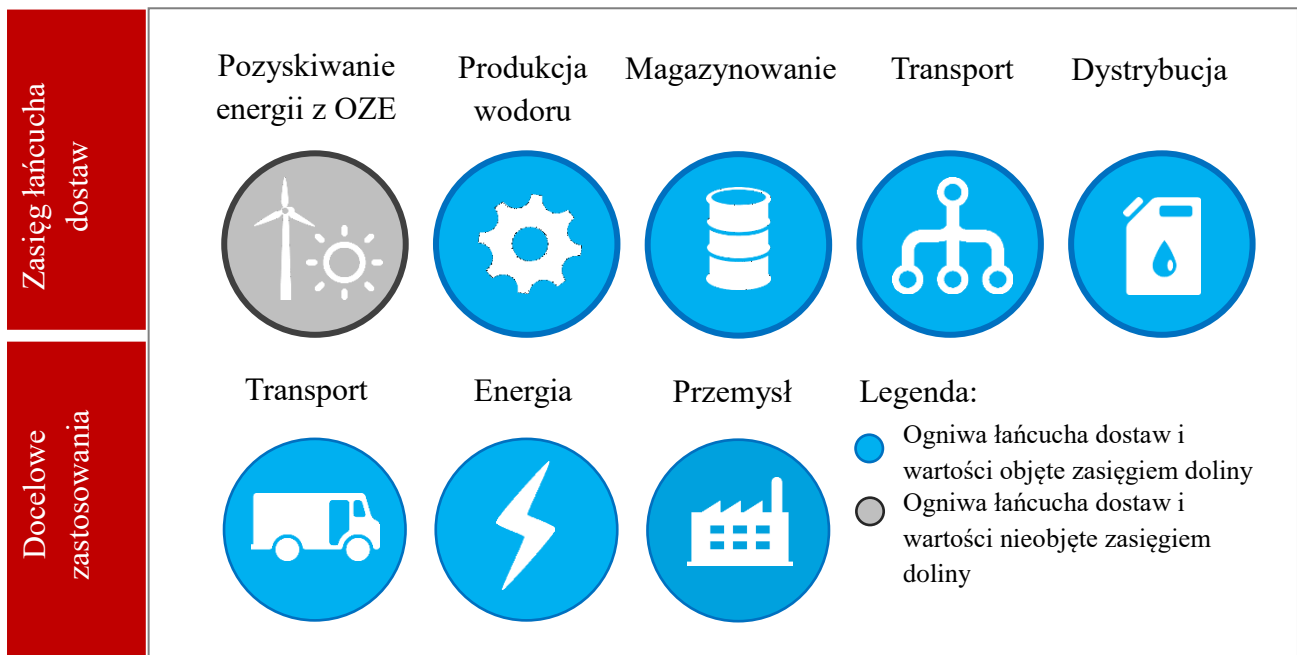 Zasięg łańcucha
dostaw
Pozyskiwanie
energii z OZE
Produkcja
wodoru
Magazynowanie
Transport
Dystrybucja
Docelowe
zastosowania
Transport
Energia
Przemysł
Legenda:
Ogniwa łańcucha dostaw i
wartości objęte zasięgiem doliny
Ogniwa łańcucha dostaw i
wartości nieobjęte zasięgiem
doliny